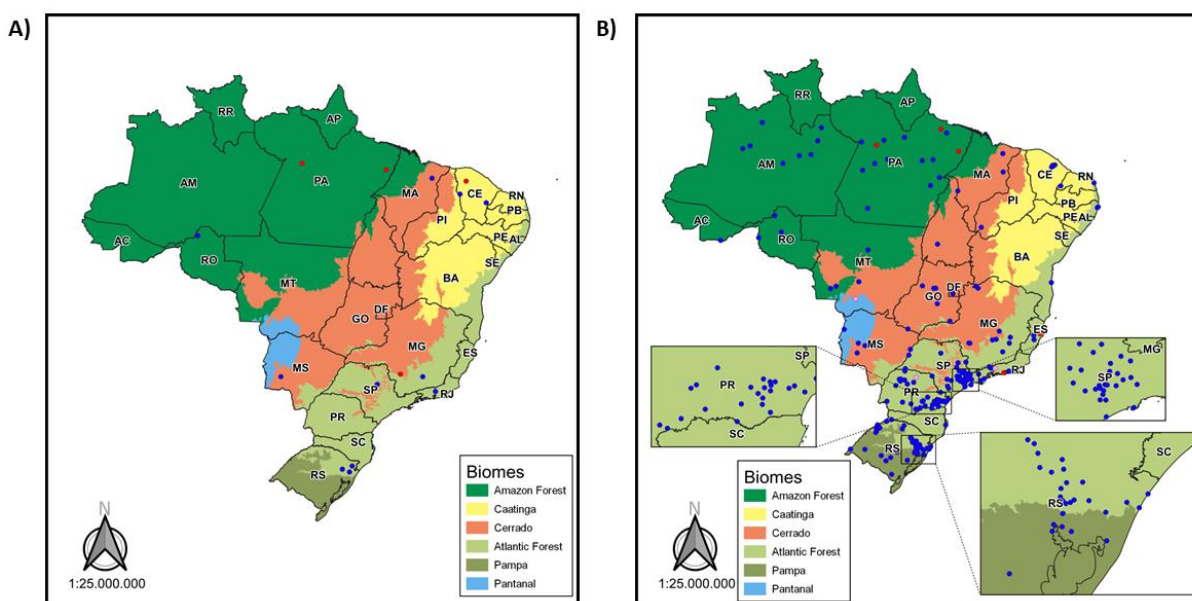 A)
RR
AP
AM
PA
MA
CE
RN
PB
PI
PE
AL
AC
SE
RO
BA
MT
DF
GO
MG
ES
MS
SP
RJ
PR
SC
RS
N
1:25.000.000
Biomes
Amazon Forest
Caatinga
Cerrado
Atlantic Forest
Pampa
Pantanal
B)
RR
AP
AM
PA
MA
CE
RN
PI
PB
PE
AL
AC
SE
RO
BA
MT
DF
GO
MG
ES
MS
SP
RJ
PR
SC
RS
SP
PR
SC
MG
SP
SC
RS
N
1:25.000.000
Biomes
Amazon Forest
Caatinga
Cerrado
Atlantic Forest
Pampa
Pantanal